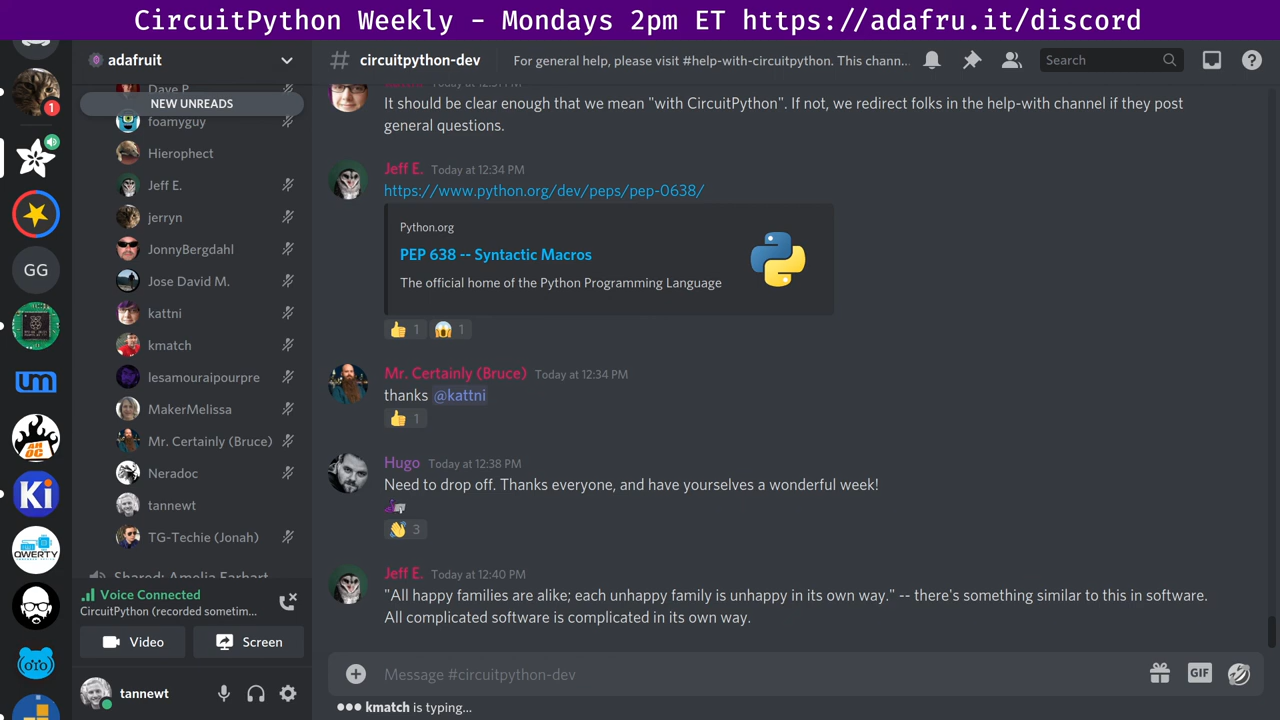 CircuitPython Weekly - Mondays 2pm ET https://adafru.it/discord
adafruit
circuitpython-dev
For general help, please visit #help-with-circuitpython. This chann...
Search
Dave P.
NEW UNREADS
foamyguy
Hierophect
Jeff E.
jerryn
JonnyBergdahl
Jose David M.
kattni
kmatch
lesamouraipourpre
MakerMelissa
Mr. Certainly (Bruce)
Neradoc
tannewt
TG-Techie (Jonah)
Shared: Amelia Earhart
Voice Connected
CircuitPython (recorded sometim...
Video
Screen
tannewt
1
GG
um
AHOC
Ki
QWERTY
It should be clear enough that we mean "with CircuitPython". If not, we redirect folks in the help-with channel if they post
general questions.
Jeff E. Today at 12:34 PM
https://www.python.org/dev/peps/pep-0638/
Python.org
PEP 638 -- Syntactic Macros
The official home of the Python Programming Language
1 1
Mr. Certainly (Bruce) Today at 12:34 PM
thanks @kattni
1
Hugo Today at 12:38 PM
Need to drop off. Thanks everyone, and have yourselves a wonderful week!
3
Jeff E. Today at 12:40 PM
"All happy families are alike; each unhappy family is unhappy in its own way." -- there's something similar to this in software.
All complicated software is complicated in its own way.
Message #circuitpython-dev
GIF
kmatch is typing...